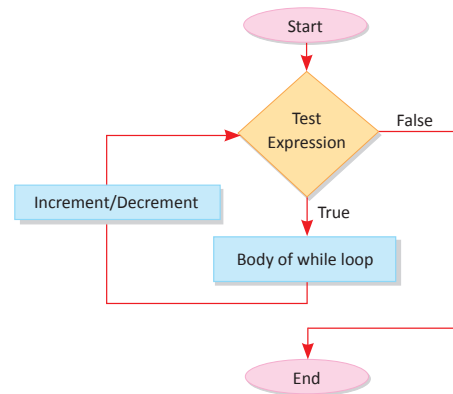 Start
Test
Expression
False
True
Increment/Decrement
Body of while loop
End